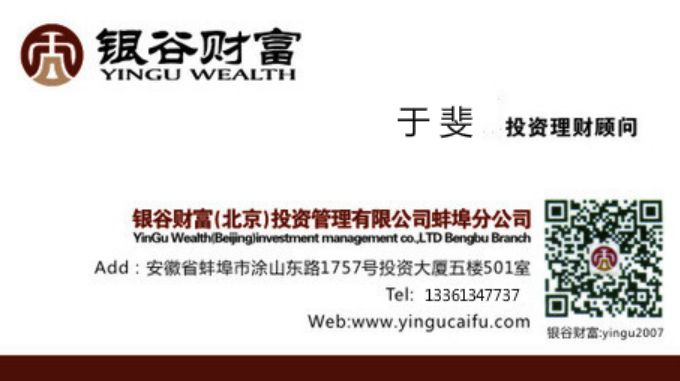 银谷财富
YINGU WEALTH
于斐 投资理财顾问
银谷财富(北京)投资管理有限公司蚌埠分公司
YinGu Wealth(Beijing)investment management co.,LTD Bengbu Branch
Add：安徽省蚌埠市涂山东路1757号投资大厦五楼501室
Tel: 13361347737
Web:www.yingucaifu.com
银谷财富:yingu2007